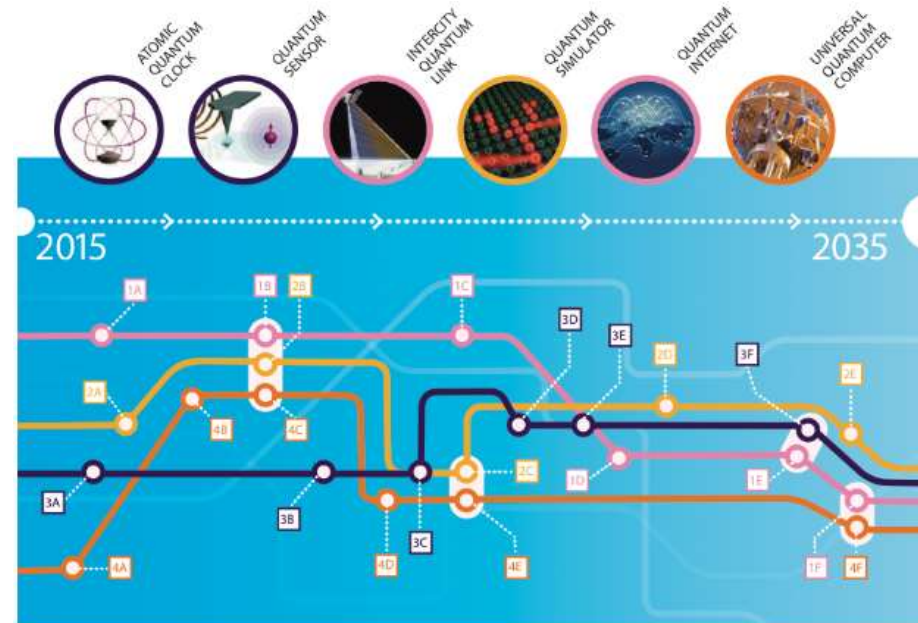 ATOMIC
QUANTUM
CLOCK
QUANTUM
SENSOR
INTERCITY
QUANTUM
LINK
QUANTUM
SIMULATOR
QUANTUM
INTERNET
UNIVERSAL
QUANTUM
COMPUTER
2015
2035
1A
1B
2B
1C
3D
3E
2D
3F
2E
2A
4B
4C
3A
3B
3C
4D
2C
4E
1D
1E
4A
1F
4F